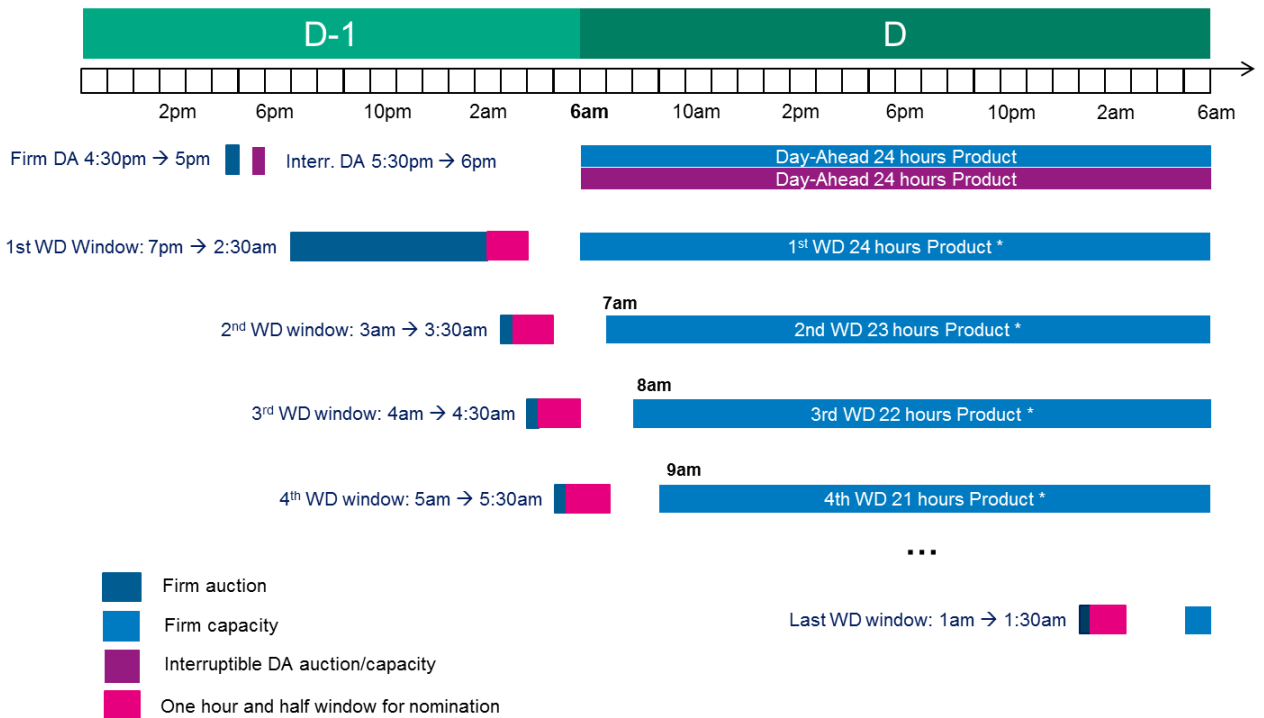 D-1 D
2pm 6pm 10pm 2am 6am 10am 2pm 6pm 10pm 2am 6am
Firm DA 4:30pm → 5pm Interr. DA 5:30pm → 6pm Day-Ahead 24 hours Product
Day-Ahead 24 hours Product
1st WD Window: 7pm → 2:30am 1st WD 24 hours Product *
7am
2nd WD window: 3am → 3:30am 2nd WD 23 hours Product *
8am
3rd WD window: 4am → 4:30am 3rd WD 22 hours Product *
9am
4th WD window: 5am → 5:30am 4th WD 21 hours Product *
...
Firm auction
Firm capacity
Last WD window: 1am → 1:30am
Interruptible DA auction/capacity
One hour and half window for nomination